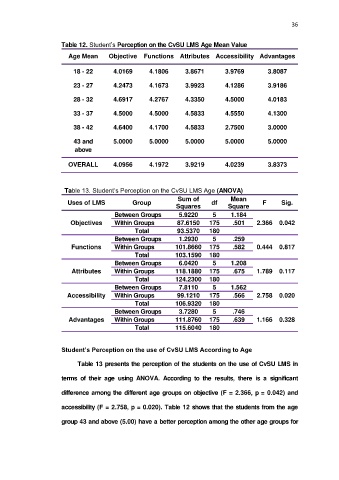 36
Table 12. Student's Perception on the CvSU LMS Age Mean Value
Age Mean Objective Functions Attributes Accessibility Advantages
18 - 22 4.0169 4.1806 3.8671 3.9769 3.8087
23 - 27 4.2473 4.1673 3.9923 4.1286 3.9186
28 - 32 4.6917 4.2767 4.3350 4.5000 4.0183
33 - 37 4.5000 4.5000 4.5833 4.5550 4.1300
38 - 42 4.6400 4.1700 4.5833 2.7500 3.0000
43 and above 5.0000 5.0000 5.0000 5.0000 5.0000
OVERALL 4.0956 4.1972 3.9219 4.0239 3.8373
Table 13. Student's Perception on the CvSU LMS Age (ANOVA)
Uses of LMS Group Sum of Squares df Mean Square F Sig.
Objectives Between Groups 5.9220 5 1.184 2.366 0.042
Within Groups 87.6150 175 .501
Total 93.5370 180
Functions Between Groups 1.2930 5 .259 0.444 0.817
Within Groups 101.8660 175 .582
Total 103.1590 180
Attributes Between Groups 6.0420 5 1.208 1.789 0.117
Within Groups 118.1880 175 .675
Total 124.2300 180
Accessibility Between Groups 7.8110 5 1.562 2.758 0.020
Within Groups 99.1210 175 .566
Total 106.9320 180
Advantages Between Groups 3.7280 5 .746 1.166 0.328
Within Groups 111.8760 175 .639
Total 115.6040 180
Student's Perception on the use of CvSU LMS According to Age
Table 13 presents the perception of the students on the use of CvSU LMS in
terms of their age using ANOVA. According to the results, there is a significant
difference among the different age groups on objective (F = 2.366, p = 0.042) and
accessibility (F = 2.758, p = 0.020). Table 12 shows that the students from the age
group 43 and above (5.00) have a better perception among the other age groups for